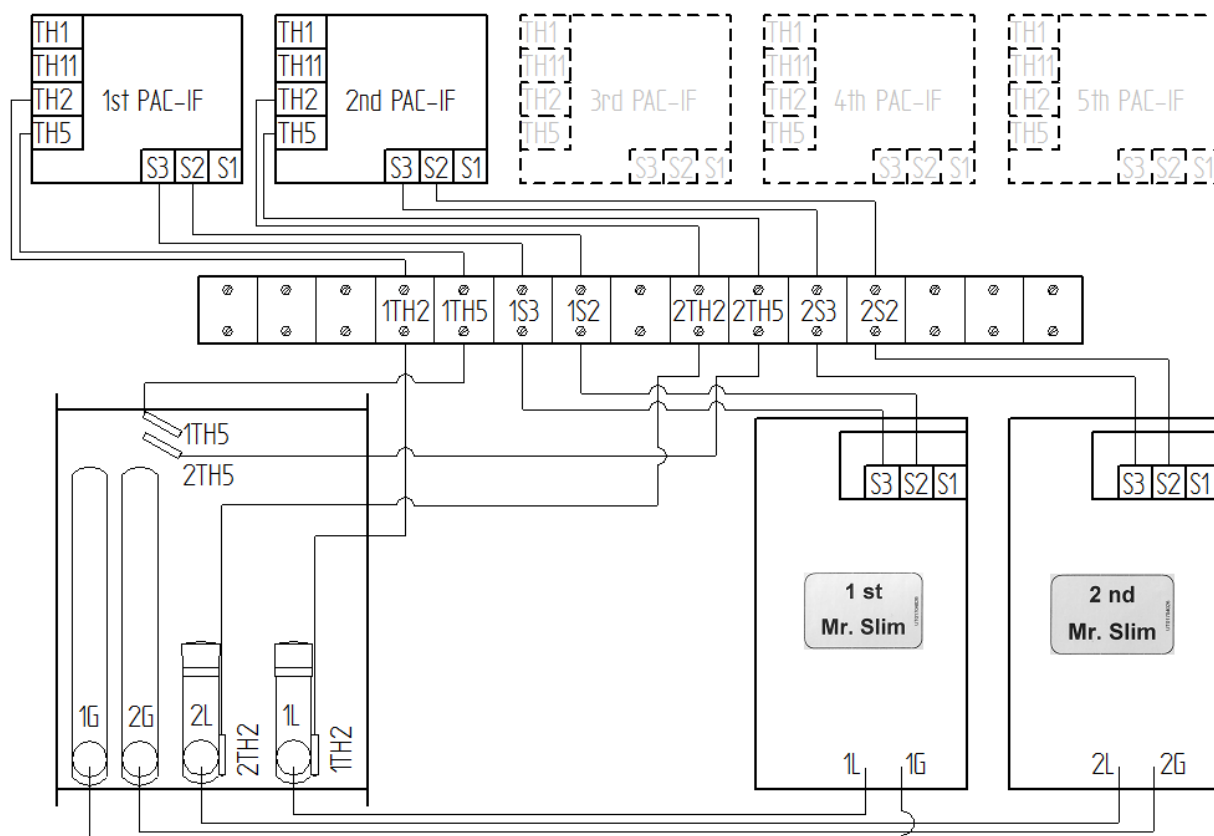 TH1
TH11
TH2
TH5
1st PAC-IF
S3 S2 S1
TH1
TH11
TH2
TH5
2nd PAC-IF
S3 S2 S1
TH1
TH11
TH2
TH5
3rd PAC-IF
S3 S2 S1
TH1
TH11
TH2
TH5
4th PAC-IF
S3 S2 S1
TH1
TH11
TH2
TH5
5th PAC-IF
S3 S2 S1
1TH2 1TH5 1S3 1S2 2TH2 2TH5 2S3 2S2
1TH5
2TH5
1G 2G 2L 1L
2TH2
1TH2
S3 S2 S1
1 st
Mr. Slim
1L 1G
S3 S2 S1
2 nd
Mr. Slim
2L 2G